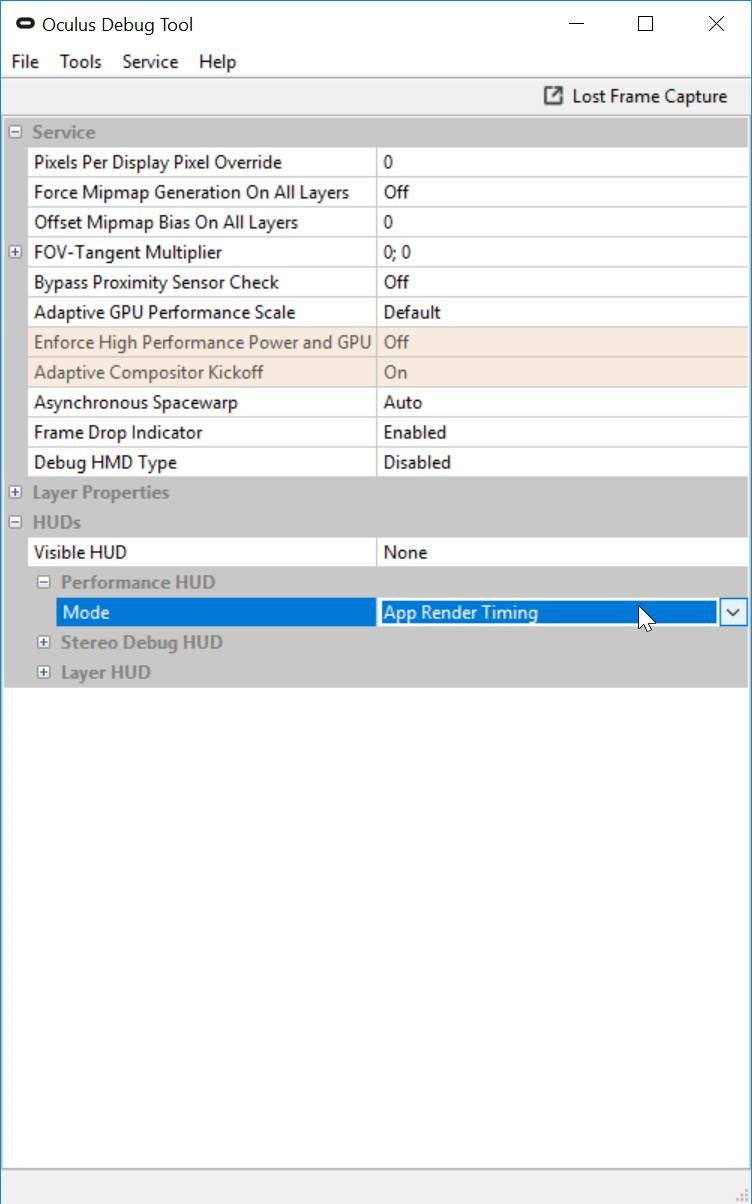 Oculus Debug Tool
File Tools Service Help
Lost Frame Capture
Service
Pixels Per Display Pixel Override 0
Force Mipmap Generation On All Layers Off
Offset Mipmap Bias On All Layers 0
FOV-Tangent Multiplier 0; 0
Bypass Proximity Sensor Check Off
Adaptive GPU Performance Scale Default
Enforce High Performance Power and GPU Off
Adaptive Compositor Kickoff On
Asynchronous Spacewarp Auto
Frame Drop Indicator Enabled
Debug HMD Type Disabled
Layer Properties
HUDs
Visible HUD None
Performance HUD
Mode App Render Timing
Stereo Debug HUD
Layer HUD